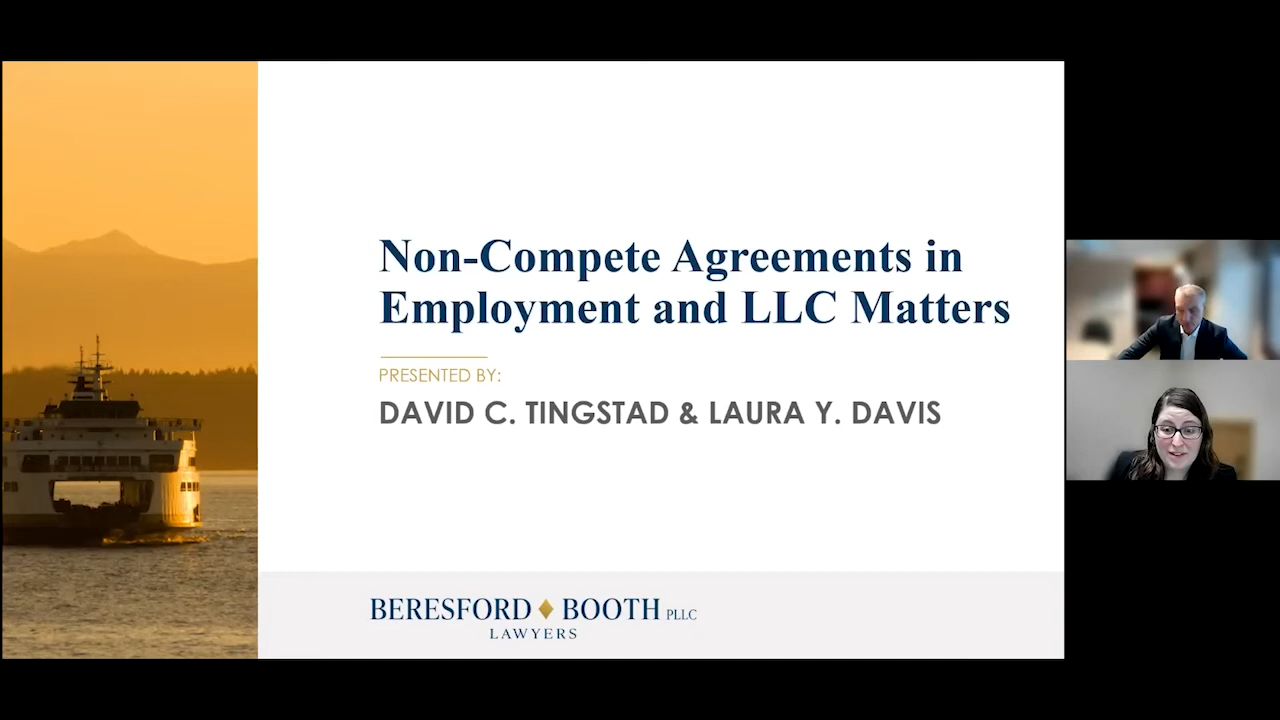 Non-Compete Agreements in
Employment and LLC Matters
PRESENTED BY:
DAVID C. TINGSTAD & LAURA Y. DAVIS
BERESFORD BOOTH PLLC
LAWYERS